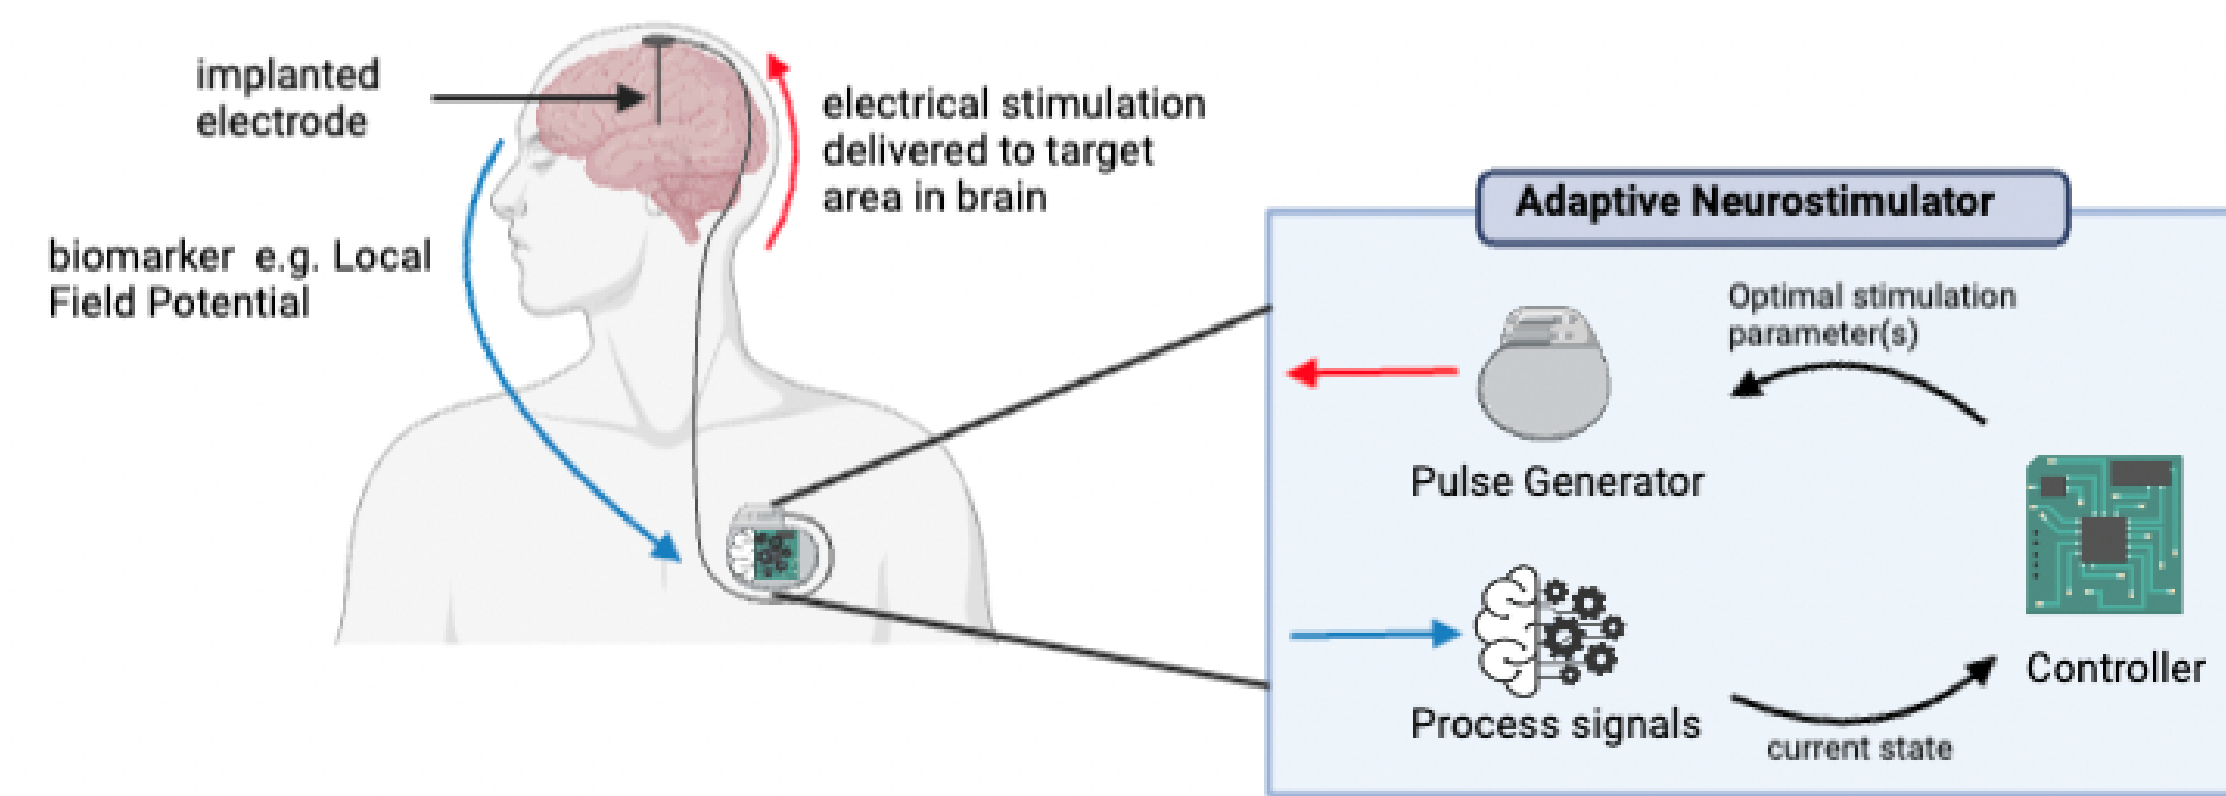 implanted
electrode
electrical stimulation
delivered to target
area in brain
biomarker  e.g. Local
Field Potential
Adaptive Neurostimulator
Optimal stimulation
parameter(s)
Pulse Generator
Controller
Process signals
current state